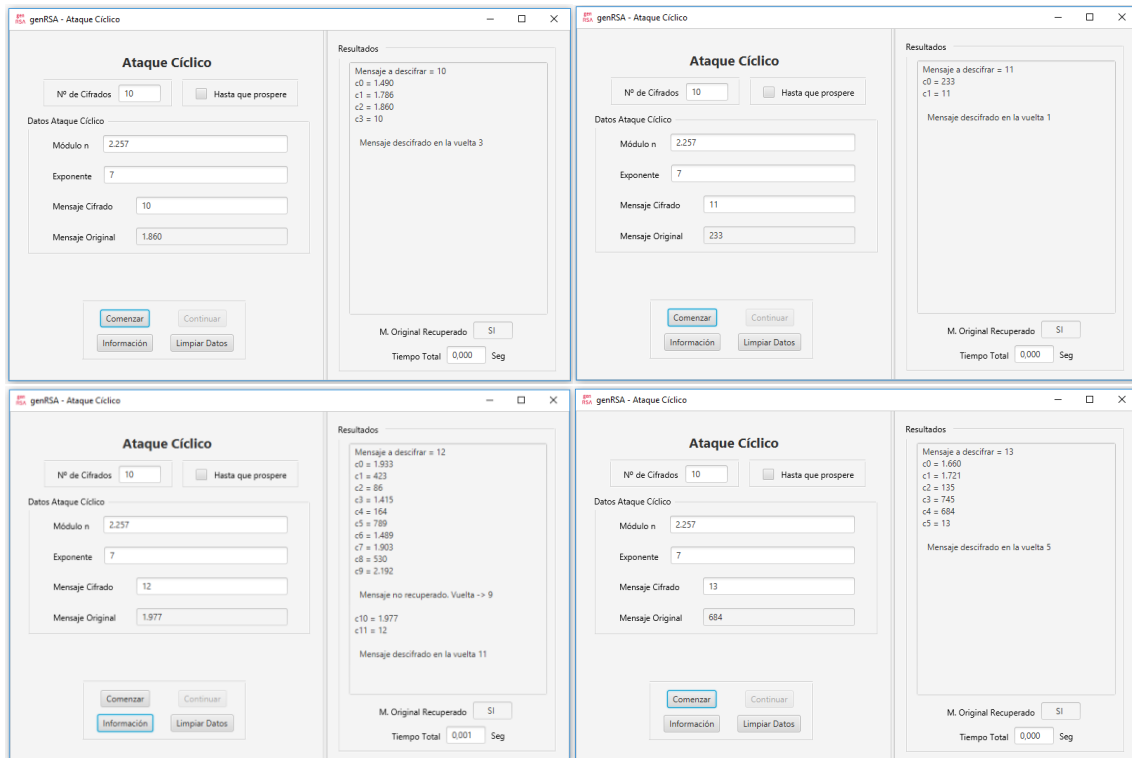 gen RSA genRSA - Ataque Cíclico
Ataque Cíclico
Nº de Cifrados 10 Hasta que prospere
Datos Ataque Cíclico
Módulo n 2.257
Exponente 7
Mensaje Cifrado 10
Mensaje Original 1.860
Comenzar Continuar
Información Limpiar Datos
Resultados
Mensaje a descifrar = 10
c0 = 1.490
c1 = 1.786
c2 = 1.860
c3 = 10
Mensaje descifrado en la vuelta 3
M. Original Recuperado SI
Tiempo Total 0,000 Seg
gen RSA genRSA - Ataque Cíclico
Ataque Cíclico
Nº de Cifrados 10 Hasta que prospere
Datos Ataque Cíclico
Módulo n 2.257
Exponente 7
Mensaje Cifrado 11
Mensaje Original 233
Comenzar Continuar
Información Limpiar Datos
Resultados
Mensaje a descifrar = 11
c0 = 233
c1 = 11
Mensaje descifrado en la vuelta 1
M. Original Recuperado SI
Tiempo Total 0,000 Seg
gen RSA genRSA - Ataque Cíclico
Ataque Cíclico
Nº de Cifrados 10 Hasta que prospere
Datos Ataque Cíclico
Módulo n 2.257
Exponente 7
Mensaje Cifrado 12
Mensaje Original 1.977
Comenzar Continuar
Información Limpiar Datos
Resultados
Mensaje a descifrar = 12
c0 = 1.933
c1 = 423
c2 = 86
c3 = 1.415
c4 = 164
c5 = 789
c6 = 1.489
c7 = 1.903
c8 = 530
c9 = 2.192
Mensaje no recuperado. Vuelta -> 9
c10 = 1.977
c11 = 12
Mensaje descifrado en la vuelta 11
M. Original Recuperado SI
Tiempo Total 0,001 Seg
gen RSA genRSA - Ataque Cíclico
Ataque Cíclico
Nº de Cifrados 10 Hasta que prospere
Datos Ataque Cíclico
Módulo n 2.257
Exponente 7
Mensaje Cifrado 13
Mensaje Original 684
Comenzar Continuar
Información Limpiar Datos
Resultados
Mensaje a descifrar = 13
c0 = 1.660
c1 = 1.721
c2 = 135
c3 = 745
c4 = 684
c5 = 13
Mensaje descifrado en la vuelta 5
M. Original Recuperado SI
Tiempo Total 0,000 Seg